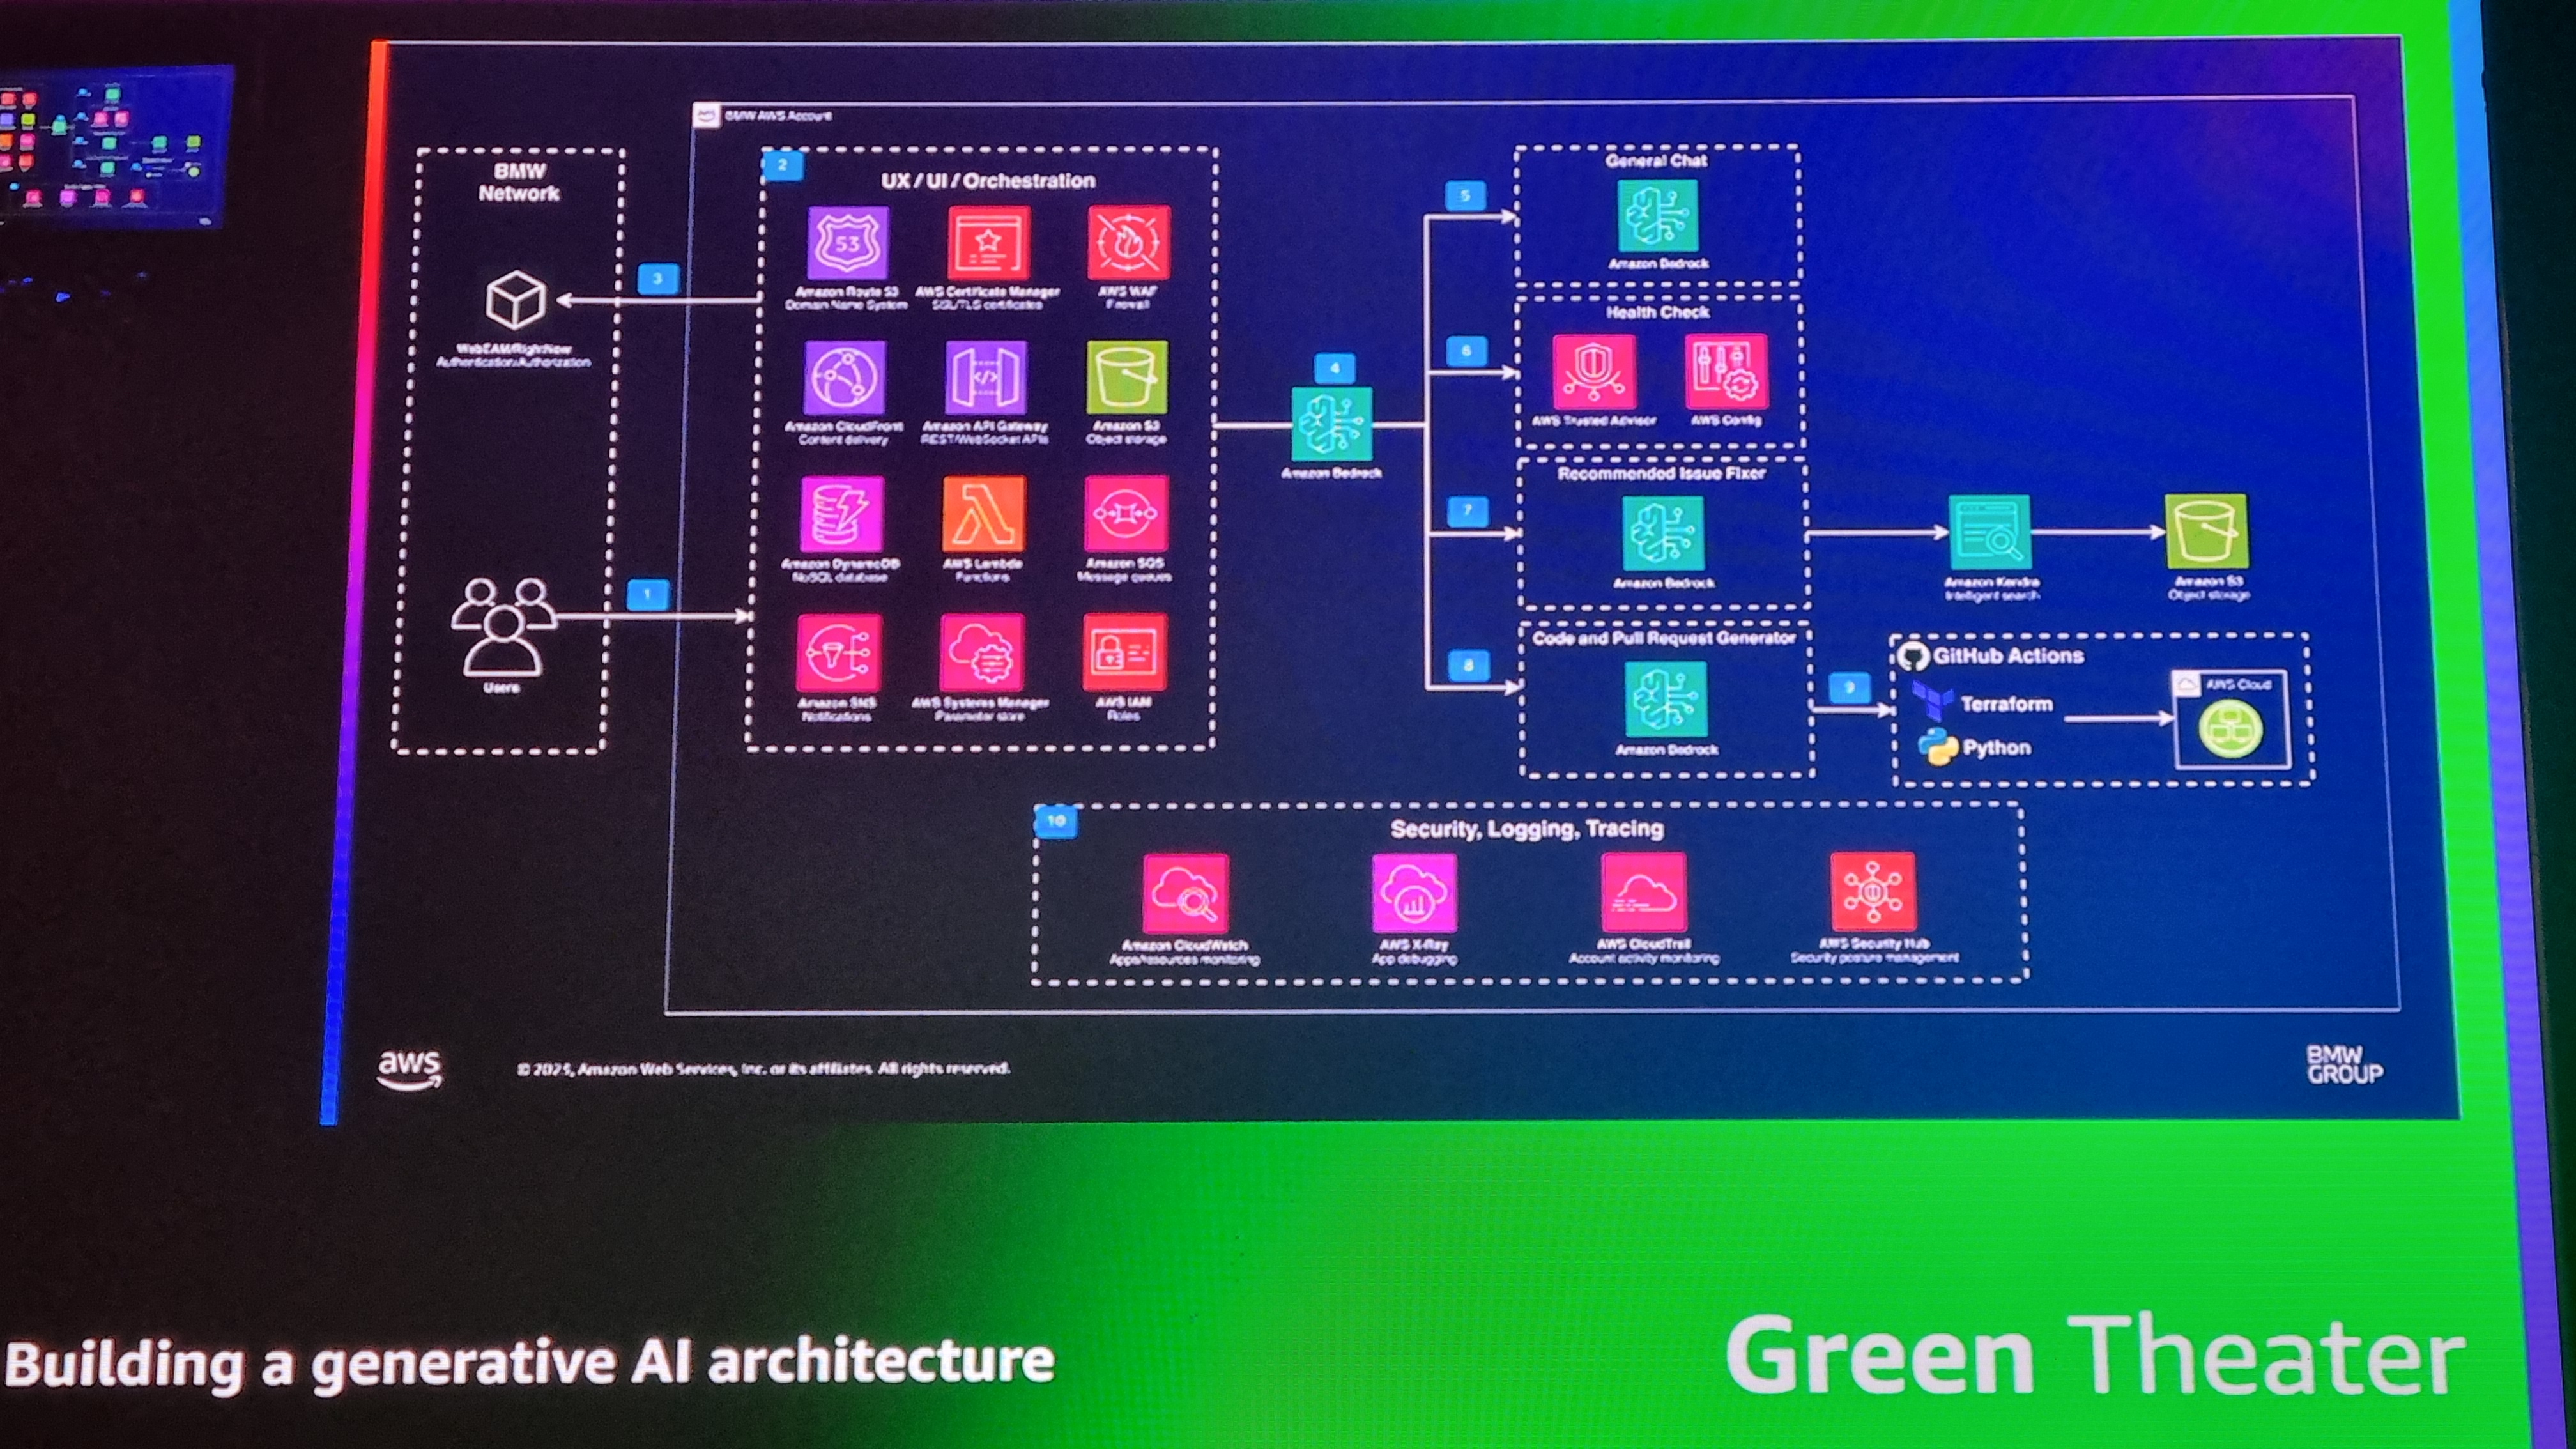 BMW AWS Account
BMW
Network
WebEAM/RightNow
Authentication/Authorization
Users
3
1
2
UX / UI / Orchestration
53
Amazon Route 53
Domain Name System
AWS Certificate Manager
SSL/TLS certificates
AWS WAF
Firewall
Amazon CloudFront
Content delivery
Amazon API Gateway
REST/WebSocket APIs
Amazon S3
Object storage
Amazon DynamoDB
NoSQL database
AWS Lambda
Functions
Amazon SQS
Message queues
Amazon SNS
Notifications
AWS Systems Manager
Parameter store
AWS IAM
Roles
4
Amazon Bedrock
5
General Chat
Amazon Bedrock
6
Health Check
AWS Trusted Advisor
AWS Config
7
Recommended Issue Fixer
Amazon Bedrock
Amazon Kendra
Intelligent search
Amazon S3
Object storage
8
Code and Pull Request Generator
Amazon Bedrock
9
GitHub Actions
Terraform
Python
AWS Cloud
10
Security, Logging, Tracing
Amazon CloudWatch
Apps/resources monitoring
AWS X-Ray
App debugging
AWS CloudTrail
Account activity monitoring
AWS Security Hub
Security posture management
aws
© 2025, Amazon Web Services, Inc. or its affiliates. All rights reserved.
BMW
GROUP
Building a generative AI architecture
Green Theater